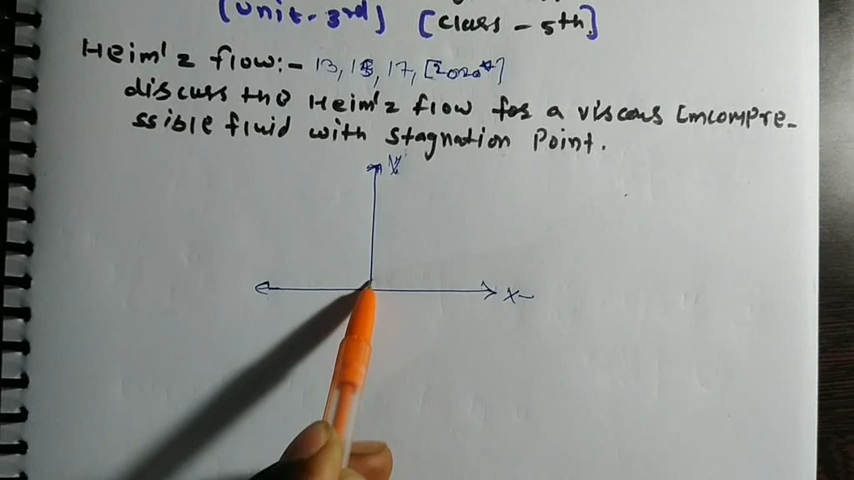 (Unit-3rd) [Class-5th]
Heim'z flow:- 13, 15, 17, [2020*]
discuss the Heim'z flow for a viscous Incompre-
ssible fluid with stagnation Point.
Y
X